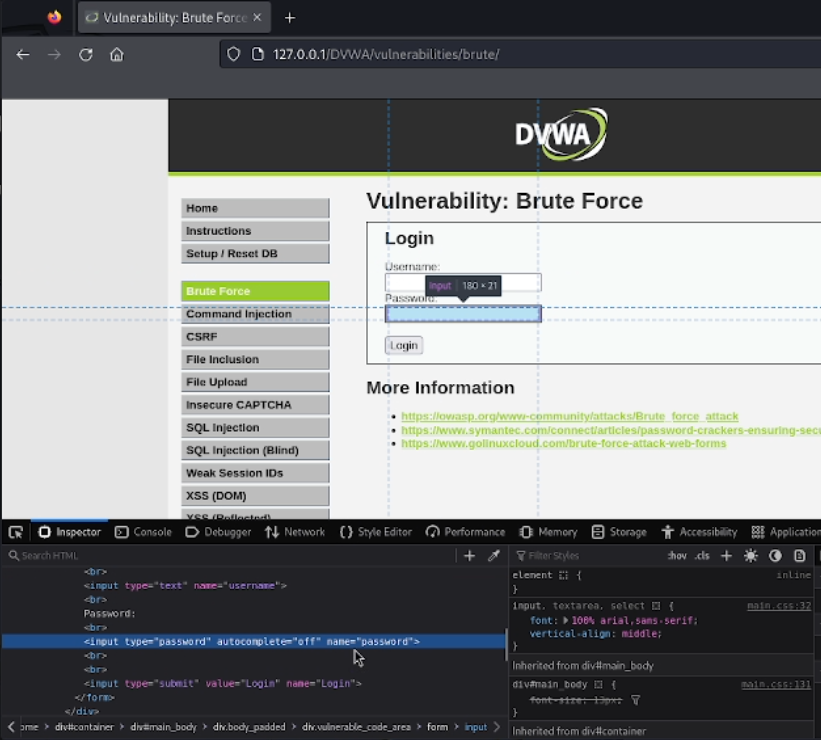 Vulnerability: Brute Force
127.0.0.1/DVWA/vulnerabilities/brute/
DVWA
Home
Instructions
Setup / Reset DB
Brute Force
Command Injection
CSRF
File Inclusion
File Upload
Insecure CAPTCHA
SQL Injection
SQL Injection (Blind)
Weak Session IDs
XSS (DOM)
XSS (Reflected)
Vulnerability: Brute Force
Login
Username:
input 180 × 21
Password:
Login
More Information
https://owasp.org/www-community/attacks/Brute_force_attack
https://www.symantec.com/connect/articles/password-crackers-ensuring-secu
https://www.golinuxcloud.com/brute-force-attack-web-forms
Inspector Console Debugger Network {} Style Editor Performance Memory Storage Accessibility Application
Search HTML
<br>
<input type="text" name="username">
<br>
Password:
<br>
<input type="password" autocomplete="off" name="password">
<br>
<br>
<input type="submit" value="Login" name="Login">
</form>
</div>
ome > div#container > div#main_body > div.body_padded > div.vulnerable_code_area > form > input
Filter Styles :hov .cls +
element { inline
}
input, textarea, select { main.css:32
font: 100% arial,sans-serif;
vertical-align: middle;
}
Inherited from div#main_body
div#main_body { main.css:131
font-size: 13px;
}
Inherited from div#container